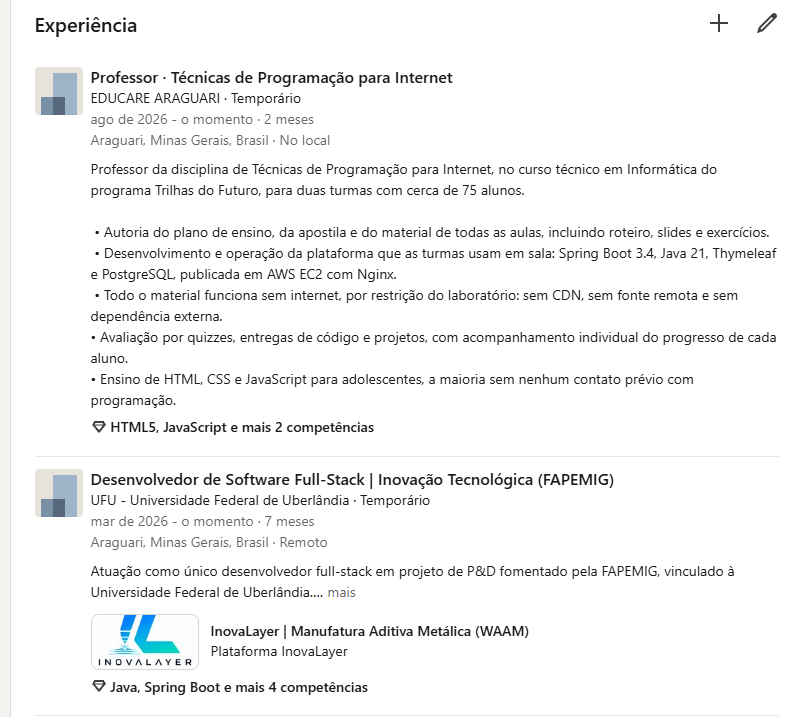 Experiência
Professor · Técnicas de Programação para Internet
EDUCARE ARAGUARI · Temporário
ago de 2026 - o momento · 2 meses
Araguari, Minas Gerais, Brasil · No local
Professor da disciplina de Técnicas de Programação para Internet, no curso técnico em Informática do
programa Trilhas do Futuro, para duas turmas com cerca de 75 alunos.
• Autoria do plano de ensino, da apostila e do material de todas as aulas, incluindo roteiro, slides e exercícios.
• Desenvolvimento e operação da plataforma que as turmas usam em sala: Spring Boot 3.4, Java 21, Thymeleaf
e PostgreSQL, publicada em AWS EC2 com Nginx.
• Todo o material funciona sem internet, por restrição do laboratório: sem CDN, sem fonte remota e sem
dependência externa.
• Avaliação por quizzes, entregas de código e projetos, com acompanhamento individual do progresso de cada
aluno.
• Ensino de HTML, CSS e JavaScript para adolescentes, a maioria sem nenhum contato prévio com
programação.
HTML5, JavaScript e mais 2 competências
Desenvolvedor de Software Full-Stack | Inovação Tecnológica (FAPEMIG)
UFU - Universidade Federal de Uberlândia · Temporário
mar de 2026 - o momento · 7 meses
Araguari, Minas Gerais, Brasil · Remoto
Atuação como único desenvolvedor full-stack em projeto de P&D fomentado pela FAPEMIG, vinculado à
Universidade Federal de Uberlândia.... mais
INOVALAYER
InovaLayer | Manufatura Aditiva Metálica (WAAM)
Plataforma InovaLayer
Java, Spring Boot e mais 4 competências